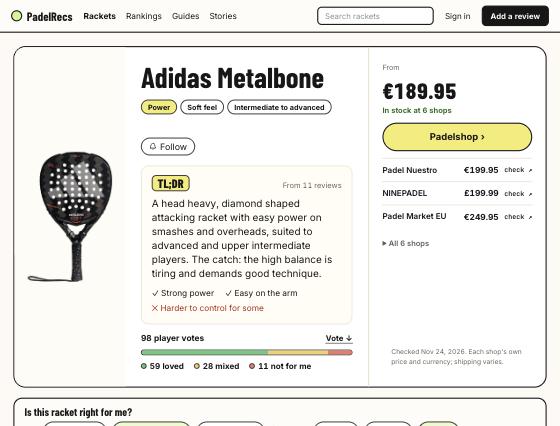 PadelRecs Rackets Rankings Guides Stories Search rackets Sign in Add a review
Adidas Metalbone
Power Soft feel Intermediate to advanced
Follow
TL;DR From 11 reviews
A head heavy, diamond shaped
attacking racket with easy power on
smashes and overheads, suited to
advanced and upper intermediate
players. The catch: the high balance is
tiring and demands good technique.
✓ Strong power ✓ Easy on the arm
✕ Harder to control for some
98 player votes Vote ↓
59 loved 28 mixed 11 not for me
From
€189.95
In stock at 6 shops
Padelshop ›
Padel Nuestro €199.95 check ↗
NINEPADEL £199.99 check ↗
Padel Market EU €249.95 check ↗
▸ All 6 shops
Checked Nov 24, 2026. Each shop's own
price and currency; shipping varies.
Is this racket right for me?